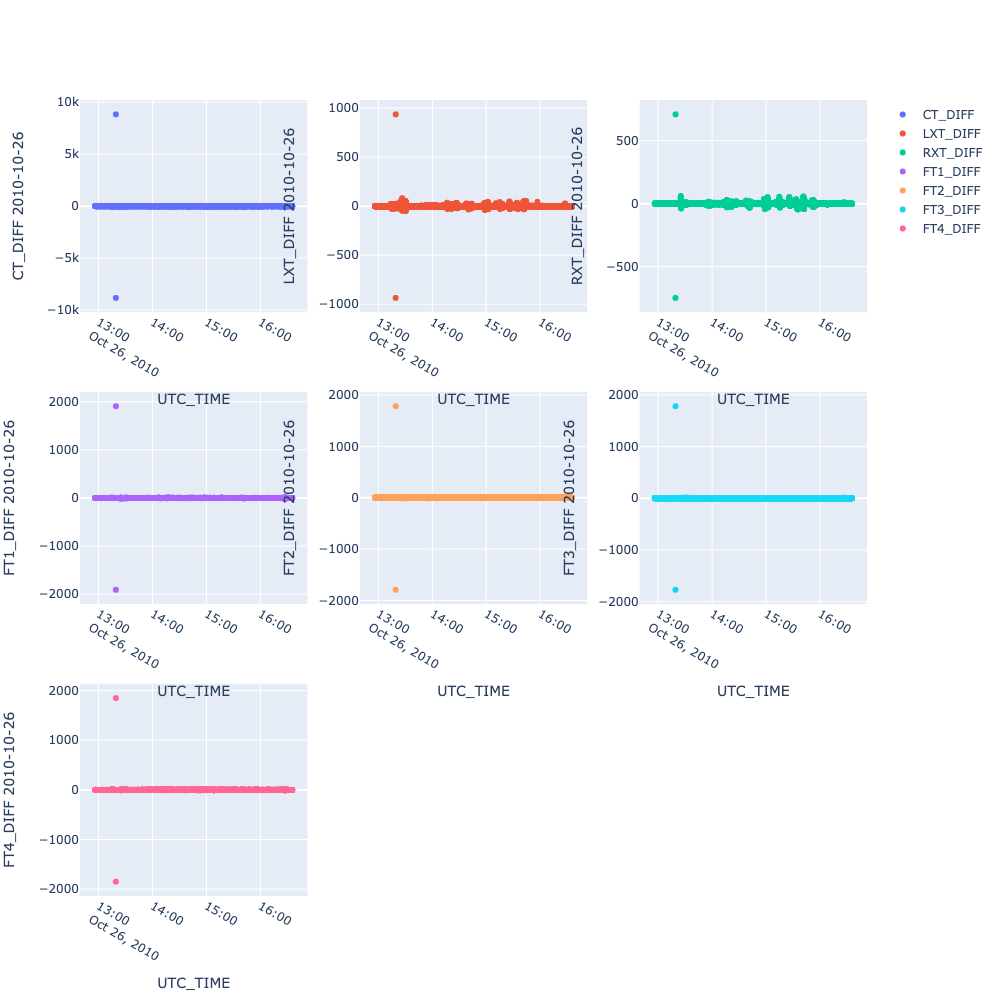 CT_DIFF 2010-10-26
10k
5k
0
−5k
−10k
13:00
Oct 26, 2010
14:00
15:00
16:00
UTC_TIME
LXT_DIFF 2010-10-26
1000
500
0
−500
−1000
13:00
Oct 26, 2010
14:00
15:00
16:00
UTC_TIME
RXT_DIFF 2010-10-26
500
0
−500
13:00
Oct 26, 2010
14:00
15:00
16:00
UTC_TIME
CT_DIFF
LXT_DIFF
RXT_DIFF
FT1_DIFF
FT2_DIFF
FT3_DIFF
FT4_DIFF
FT1_DIFF 2010-10-26
2000
1000
0
−1000
−2000
13:00
Oct 26, 2010
14:00
15:00
16:00
UTC_TIME
FT2_DIFF 2010-10-26
2000
1000
0
−1000
−2000
13:00
Oct 26, 2010
14:00
15:00
16:00
UTC_TIME
FT3_DIFF 2010-10-26
2000
1000
0
−1000
−2000
13:00
Oct 26, 2010
14:00
15:00
16:00
UTC_TIME
FT4_DIFF 2010-10-26
2000
1000
0
−1000
−2000
13:00
Oct 26, 2010
14:00
15:00
16:00
UTC_TIME